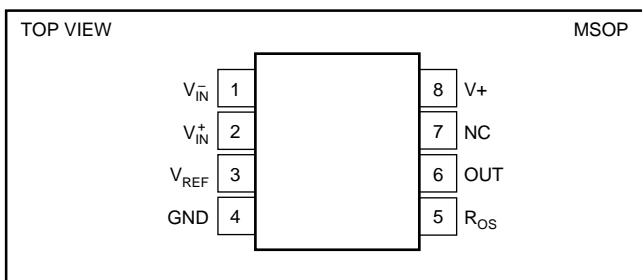 TOP VIEW MSOP
V⁻IN 1 8 V+
V⁺IN 2 7 NC
VREF 3 6 OUT
GND 4 5 ROS